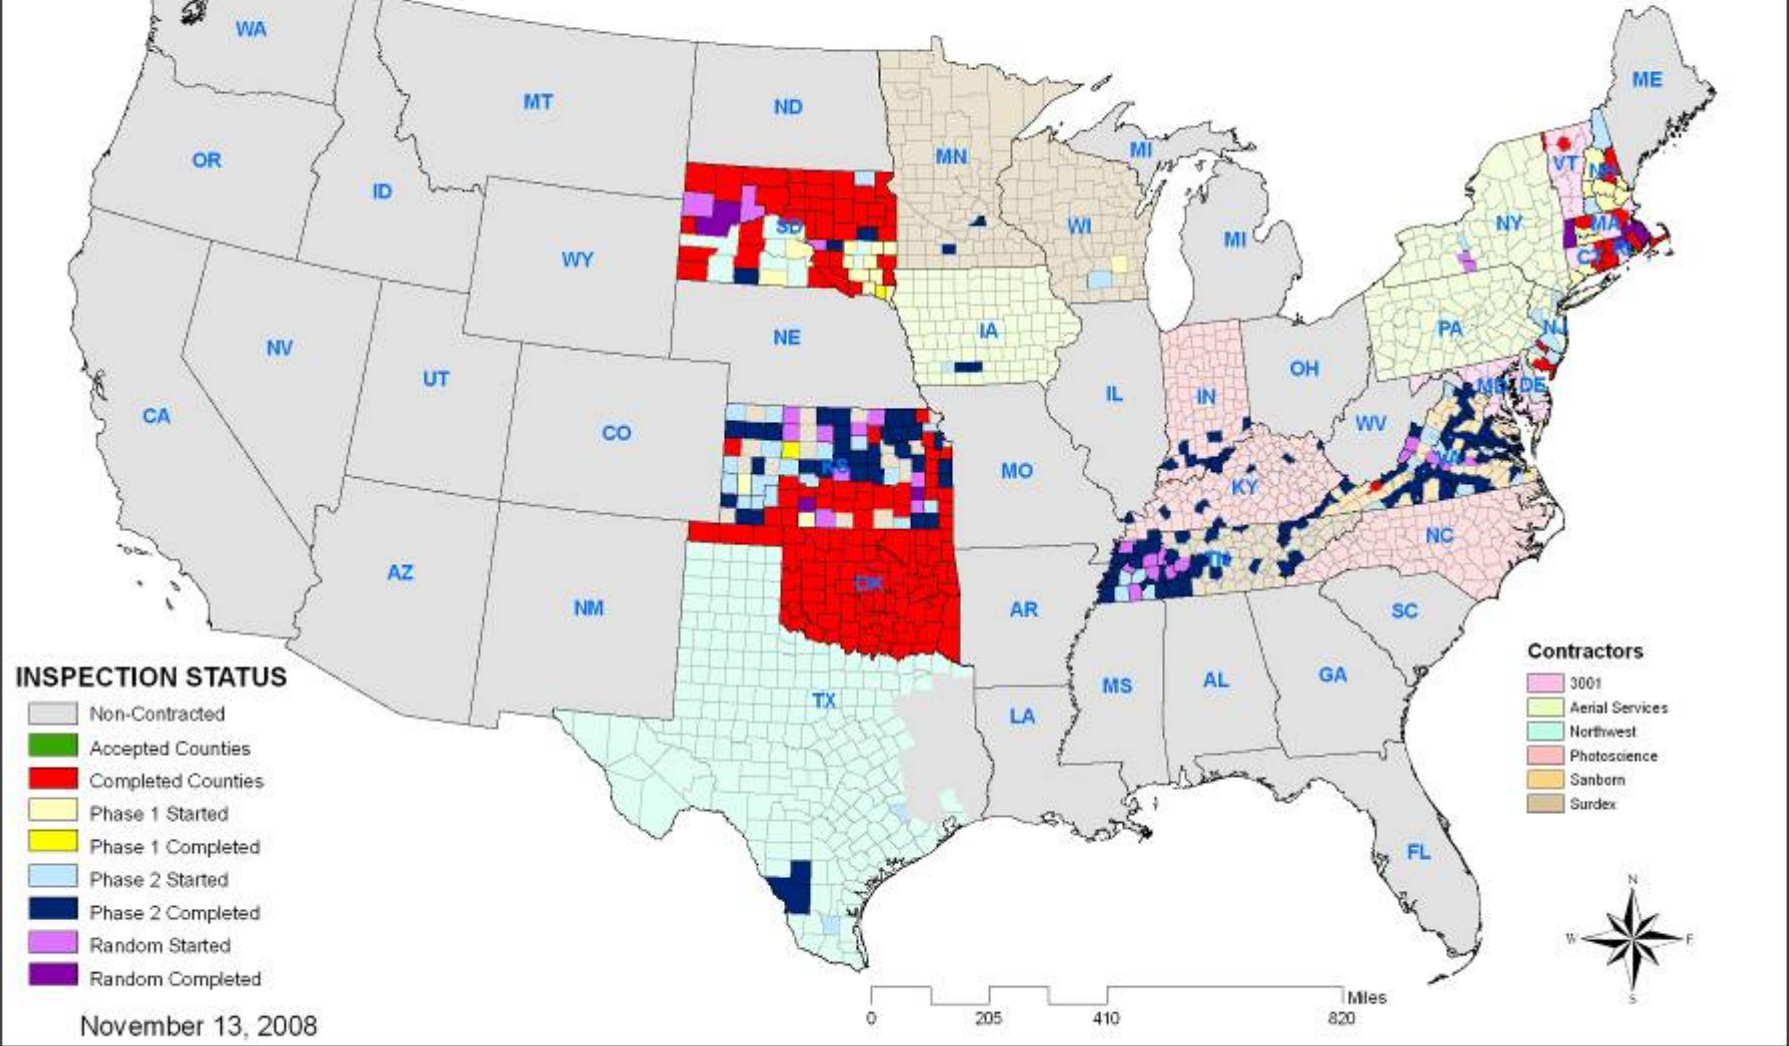 WA
ME
MT
ND
OR
MN
MI
VT
NH
ID
SD
WI
NY
MA
MI
WY
CT
RI
IA
PA
NJ
NE
NV
UT
IL
IN
OH
MD
DE
CA
CO
WV
KS
MO
KY
VA
NC
AZ
OK
TN
NM
AR
SC
TX
MS
AL
GA
LA
FL
INSPECTION STATUS
Non-Contracted
Accepted Counties
Completed Counties
Phase 1 Started
Phase 1 Completed
Phase 2 Started
Phase 2 Completed
Random Started
Random Completed
November 13, 2008
Contractors
3001
Aerial Services
Northwest
Photoscience
Sanborn
Surdex
N
W
E
S
Miles
0 205 410 820